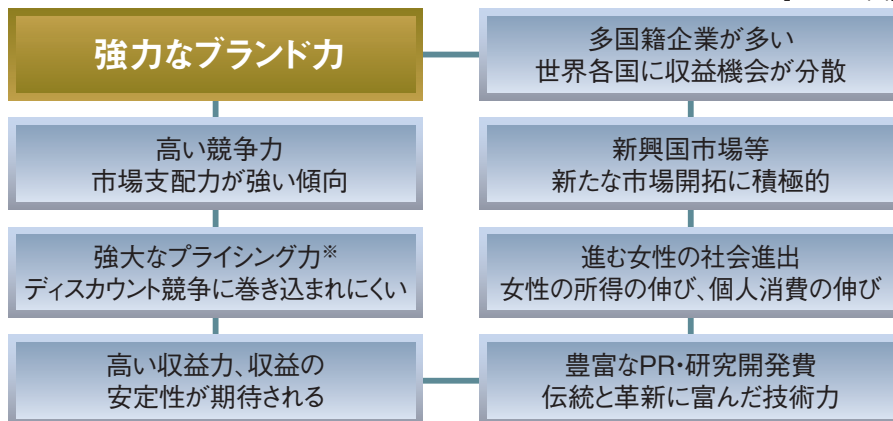 強力なブランド力
多国籍企業が多い
世界各国に収益機会が分散
高い競争力
市場支配力が強い傾向
新興国市場等
新たな市場開拓に積極的
強大なプライシング力※
ディスカウント競争に巻き込まれにくい
進む女性の社会進出
女性の所得の伸び、個人消費の伸び
高い収益力、収益の
安定性が期待される
豊富なPR・研究開発費
伝統と革新に富んだ技術力